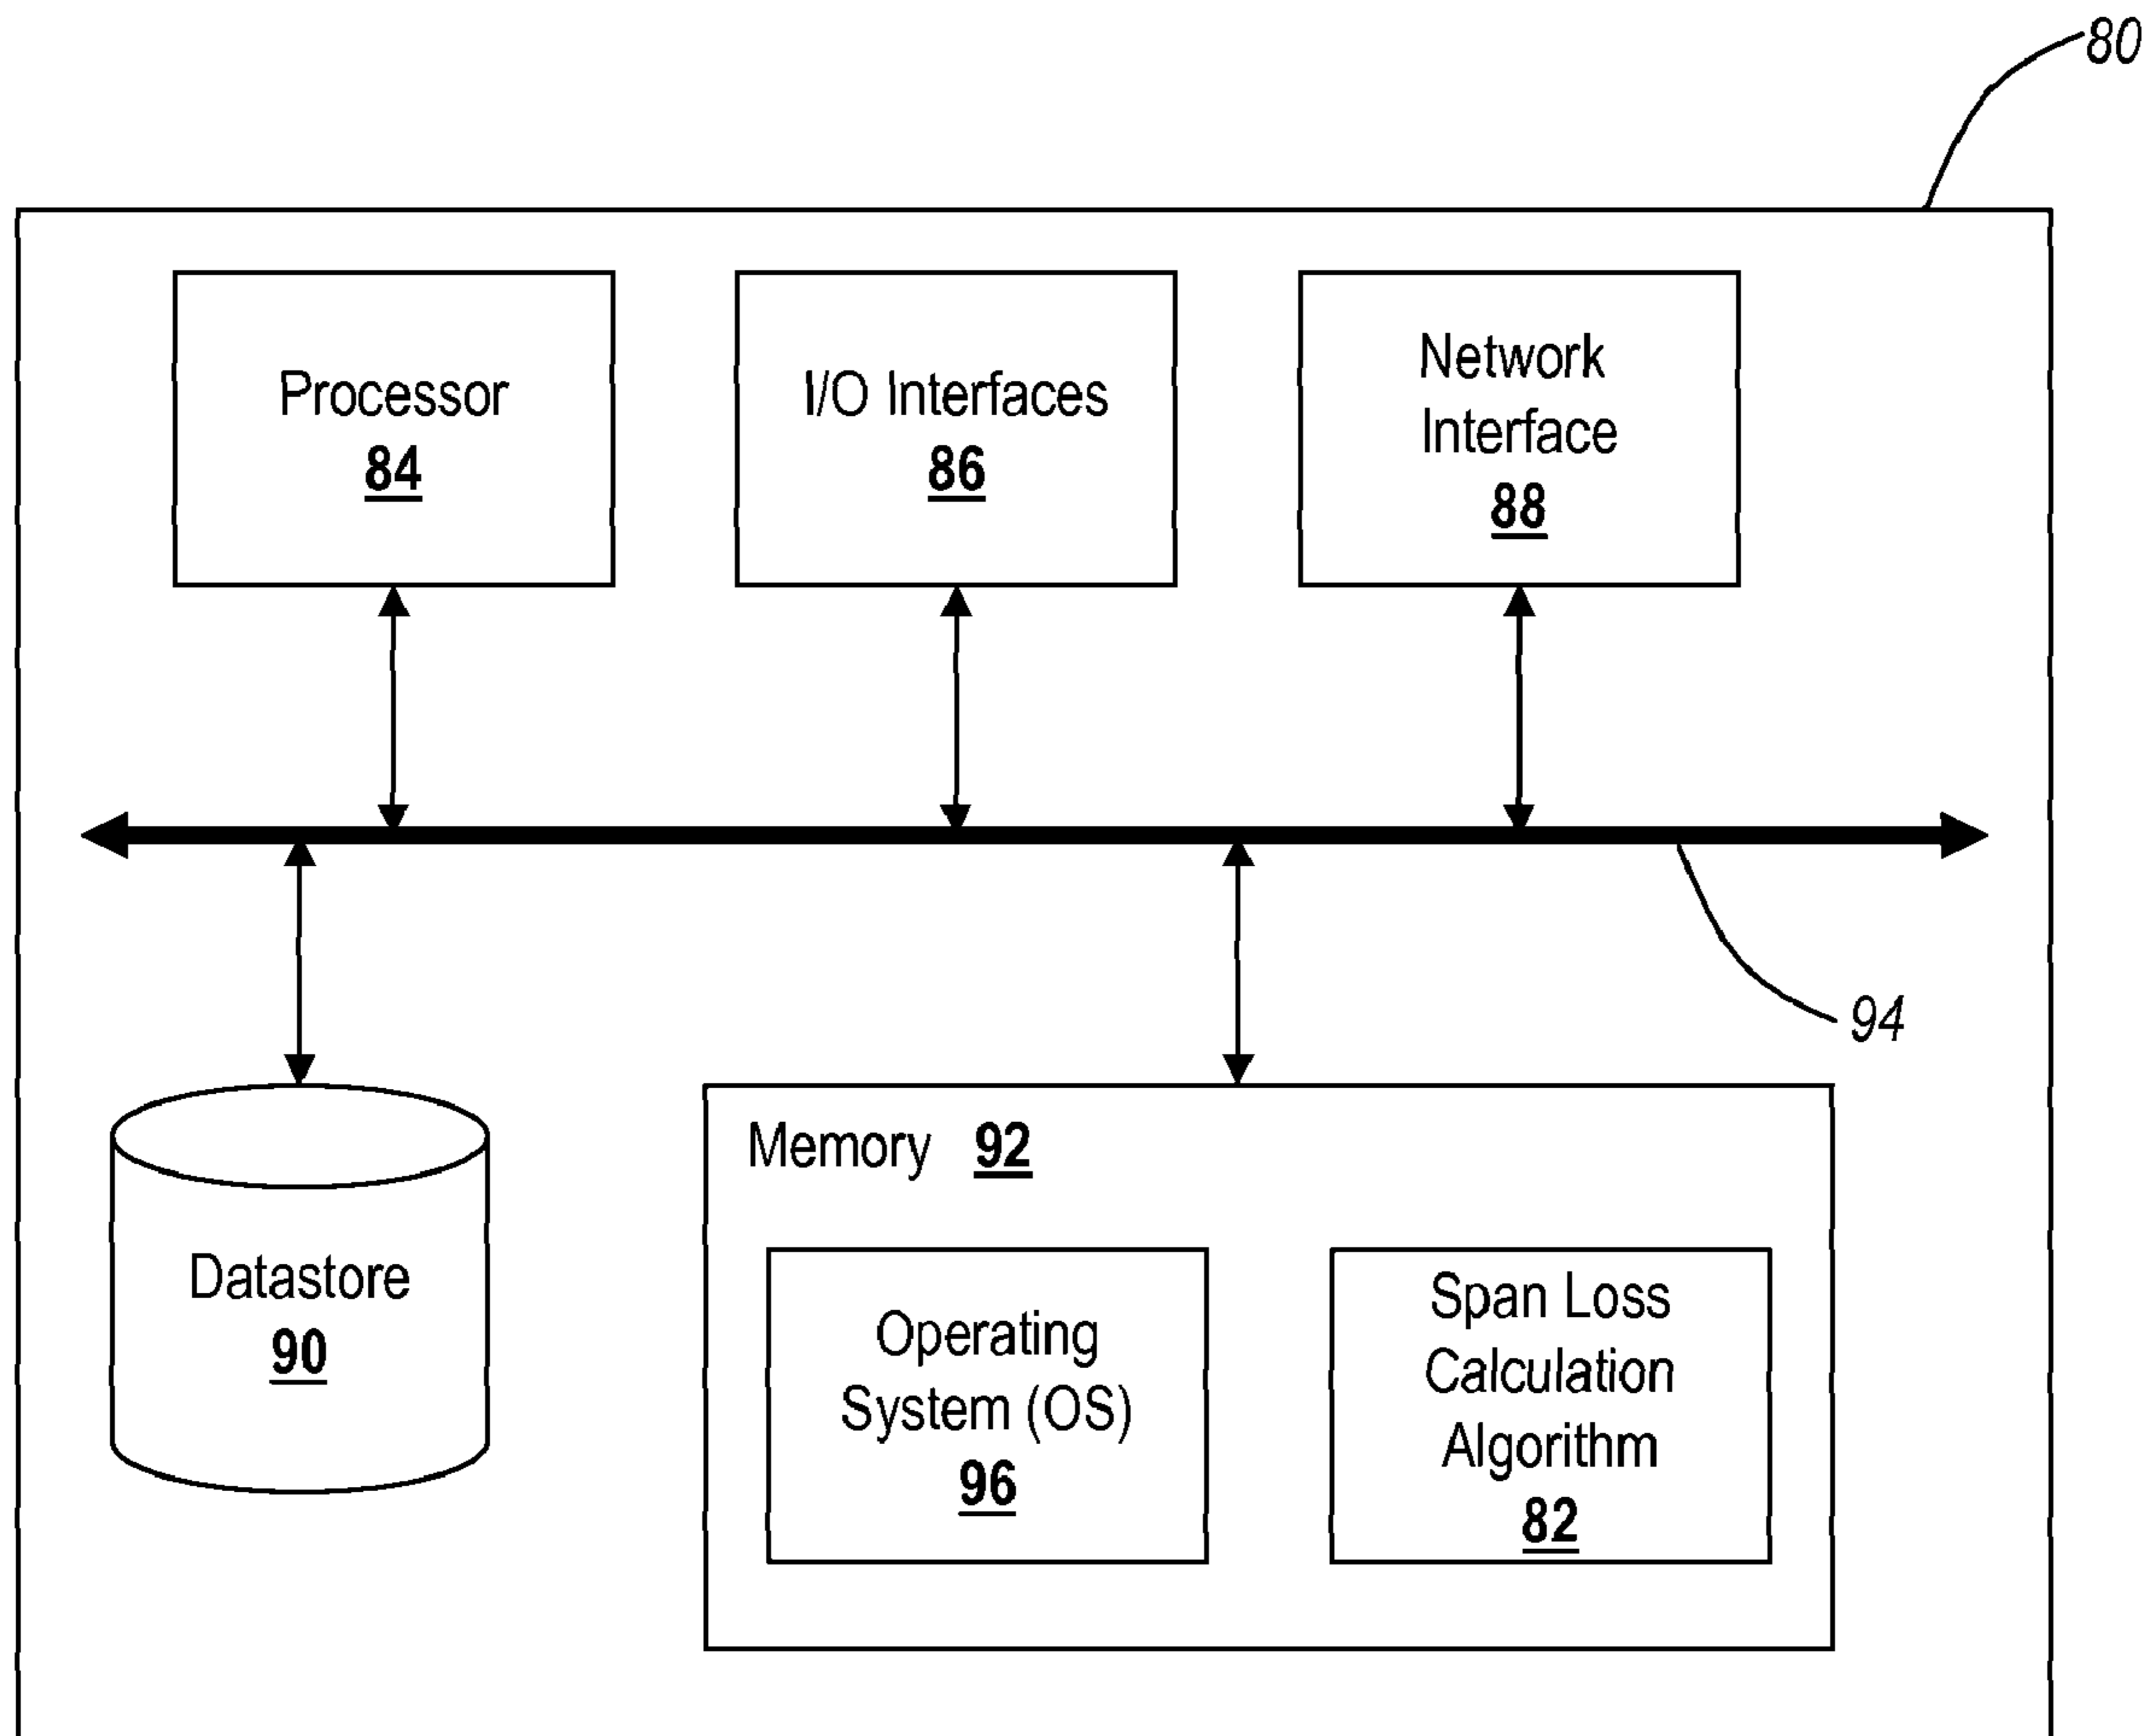 80
Processor
84
I/O Interfaces
86
Network
Interface
88
94
Datastore
90
Memory 92
Operating
System (OS)
96
Span Loss
Calculation
Algorithm
82